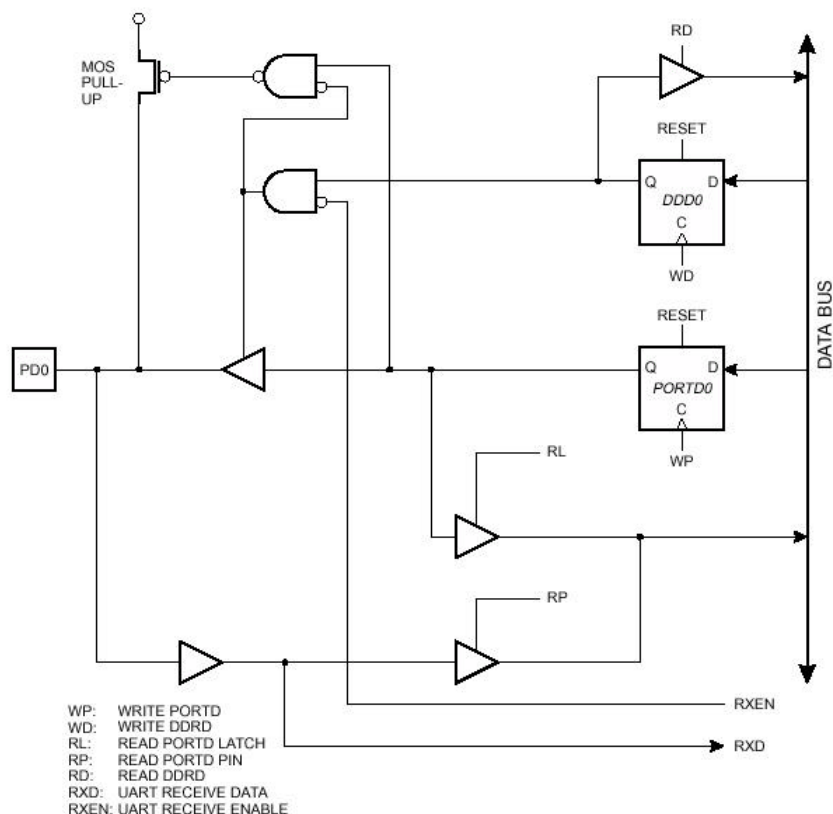 RD
MOS
PULL-
UP
RESET
Q D
DDD0
C
WD
RESET
DATA BUS
PD0
Q D
PORTD0
C
WP
RL
RP
WP: WRITE PORTD
WD: WRITE DDRD
RL: READ PORTD LATCH
RP: READ PORTD PIN
RD: READ DDRD
RXD: UART RECEIVE DATA
RXEN: UART RECEIVE ENABLE
RXEN
RXD